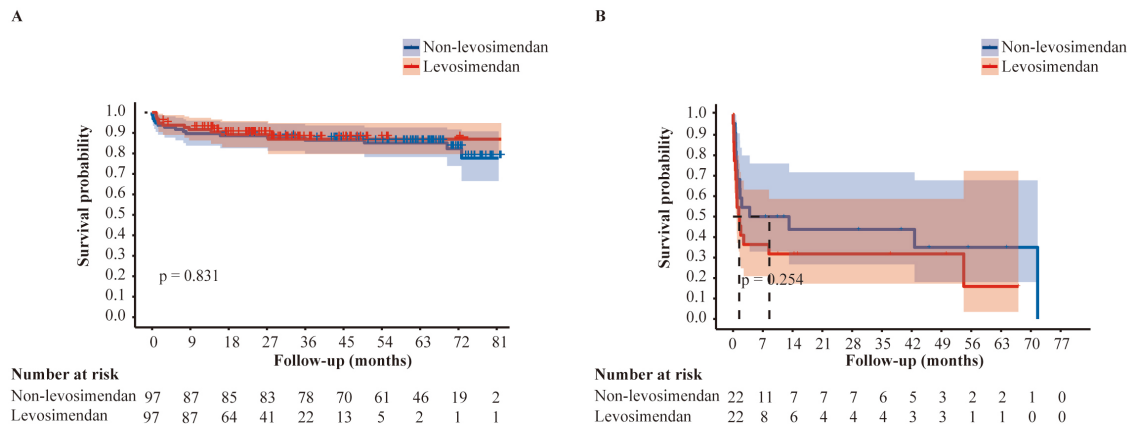 A
Non-levosimendan
Levosimendan
Survival probability
1.0
0.9
0.8
0.7
0.6
0.5
0.4
0.3
0.2
0.1
0.0
p = 0.831
0 9 18 27 36 45 54 63 72 81
Follow-up (months)
Number at risk
Non-levosimendan 97 87 85 83 78 70 61 46 19 2
Levosimendan 97 87 64 41 22 13 5 2 1 1
B
Non-levosimendan
Levosimendan
Survival probability
1.0
0.9
0.8
0.7
0.6
0.5
0.4
0.3
0.2
0.1
0.0
p = 0.254
0 7 14 21 28 35 42 49 56 63 70 77
Follow-up (months)
Number at risk
Non-levosimendan 22 11 7 7 7 6 5 3 2 2 1 0
Levosimendan 22 8 6 4 4 4 3 3 1 1 0 0